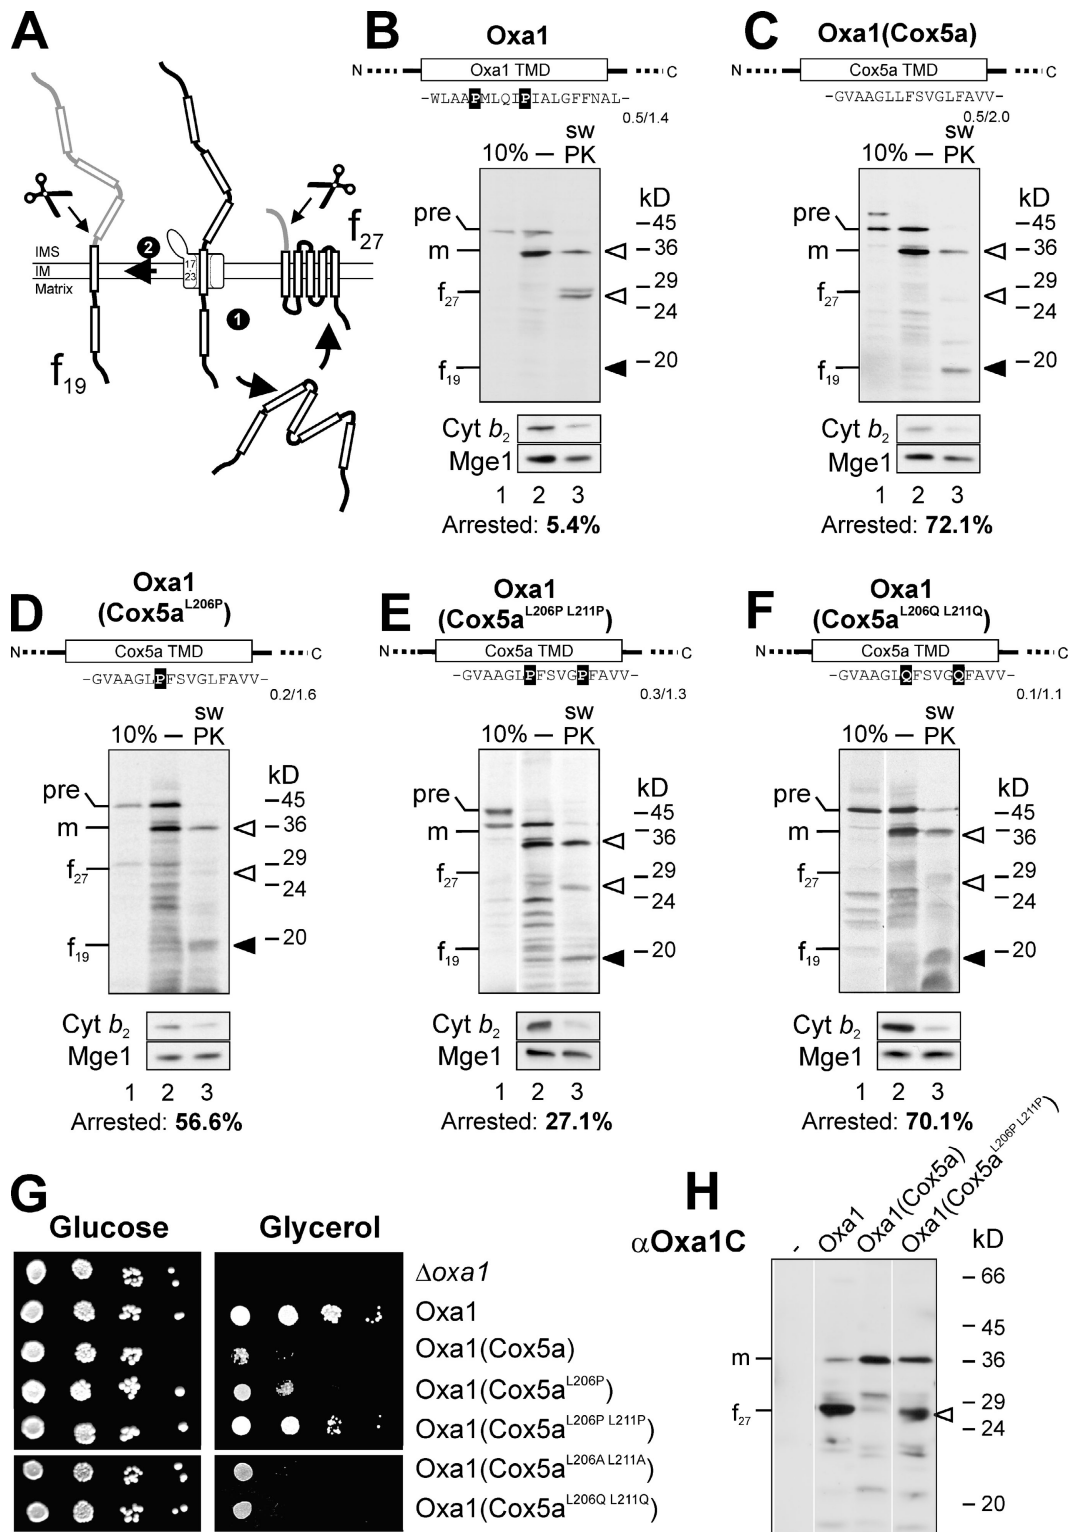 A
IMS
IM
Matrix
17
23
2
1
f19
f27
B
Oxa1
N
Oxa1 TMD
C
-WLAAPMLQIPIALGFFNAL-
0.5/1.4
sw
10% – PK
kD
pre
m
f27
f19
45
36
29
24
20
Cyt b2
Mge1
1 2 3
Arrested: 5.4%
C
Oxa1(Cox5a)
N
Cox5a TMD
C
-GVAAGLLFSVGLFAVV-
0.5/2.0
sw
10% – PK
kD
pre
m
f27
f19
45
36
29
24
20
Cyt b2
Mge1
1 2 3
Arrested: 72.1%
D
Oxa1
(Cox5aL206P)
N
Cox5a TMD
C
-GVAAGLPFSVGLFAVV-
0.2/1.6
sw
10% – PK
kD
pre
m
f27
f19
45
36
29
24
20
Cyt b2
Mge1
1 2 3
Arrested: 56.6%
E
Oxa1
(Cox5aL206P L211P)
N
Cox5a TMD
C
-GVAAGLPFSVGPFAVV-
0.3/1.3
sw
10% – PK
kD
pre
m
f27
f19
45
36
29
24
20
Cyt b2
Mge1
1 2 3
Arrested: 27.1%
F
Oxa1
(Cox5aL206Q L211Q)
N
Cox5a TMD
C
-GVAAGLQFSVGQFAVV-
0.1/1.1
sw
10% – PK
kD
pre
m
f27
f19
45
36
29
24
20
Cyt b2
Mge1
1 2 3
Arrested: 70.1%
G
Glucose
Glycerol
Δoxa1
Oxa1
Oxa1(Cox5a)
Oxa1(Cox5aL206P)
Oxa1(Cox5aL206P L211P)
Oxa1(Cox5aL206A L211A)
Oxa1(Cox5aL206Q L211Q)
H
αOxa1C
-
Oxa1
Oxa1(Cox5a)
Oxa1(Cox5aL206P L211P)
kD
m
f27
66
45
36
29
24
20